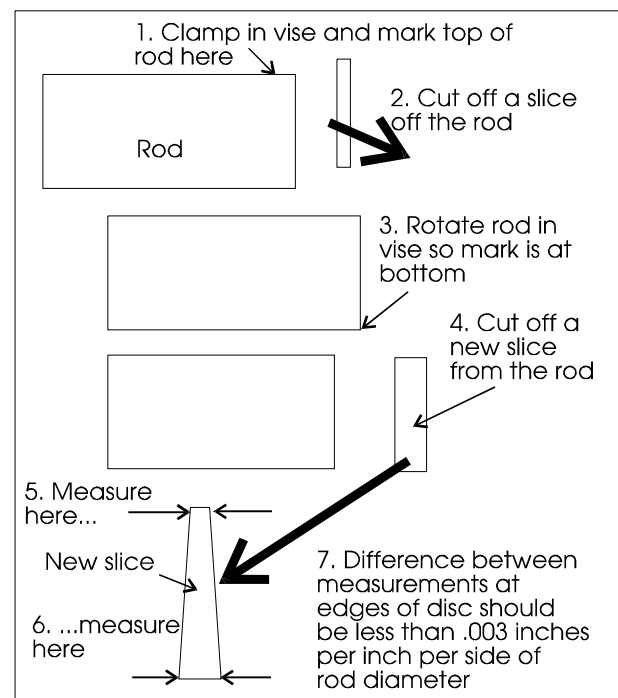 1. Clamp in vise and mark top of
rod here
Rod
2. Cut off a slice
off the rod
3. Rotate rod in
vise so mark is at
bottom
4. Cut off a
new slice
from the rod
5. Measure
here...
New slice
6. ...measure
here
7. Difference between
measurements at
edges of disc should
be less than .003 inches
per inch per side of
rod diameter